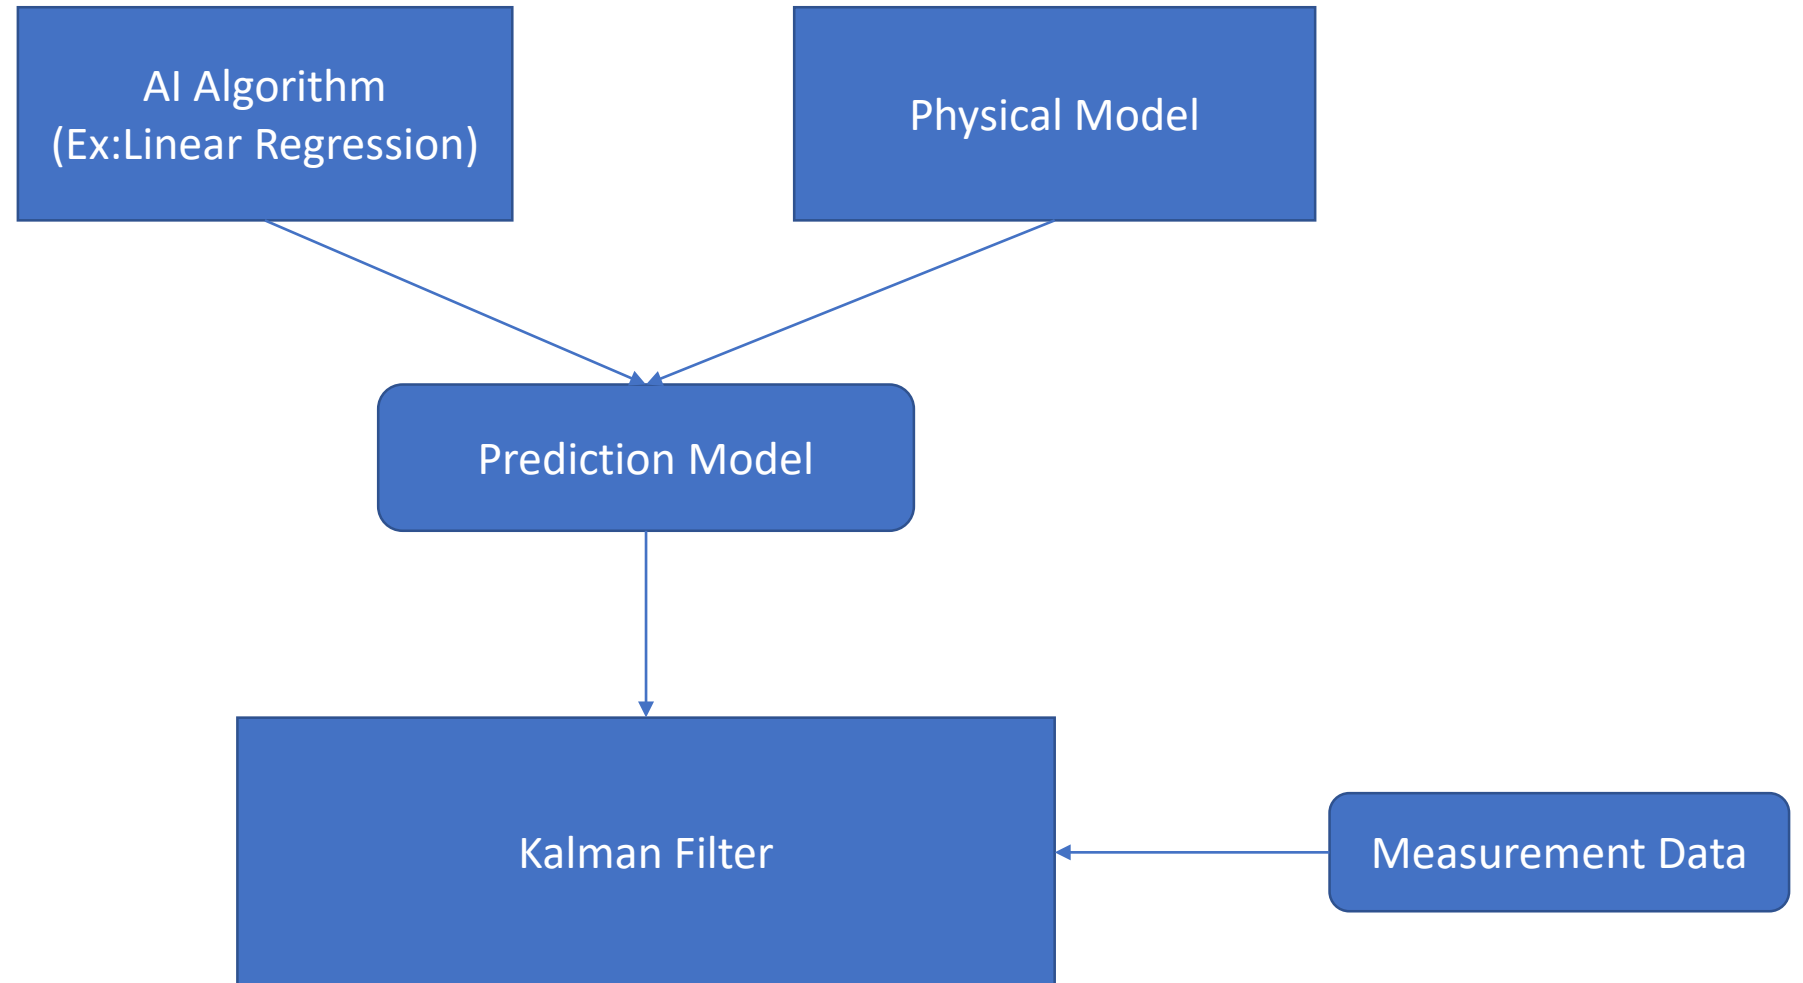 AI Algorithm
(Ex:Linear Regression)
Physical Model
Prediction Model
Kalman Filter
Measurement Data